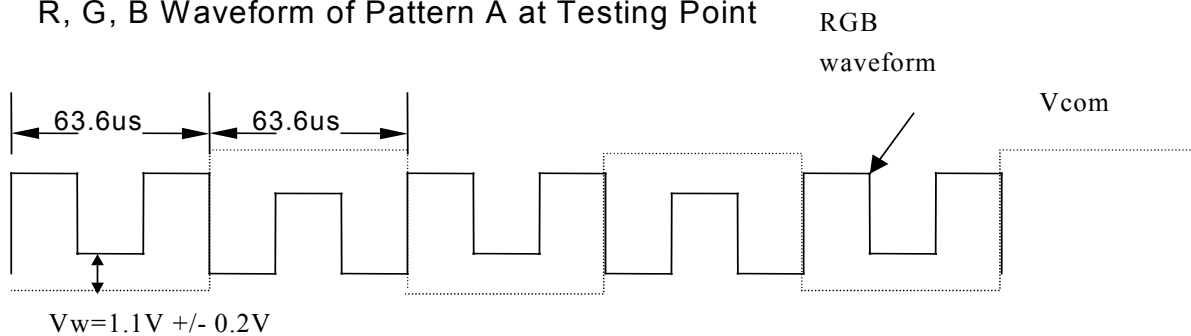 R, G, B Waveform of Pattern A at Testing Point
RGB
waveform
Vcom
63.6us
63.6us
Vw=1.1V +/- 0.2V